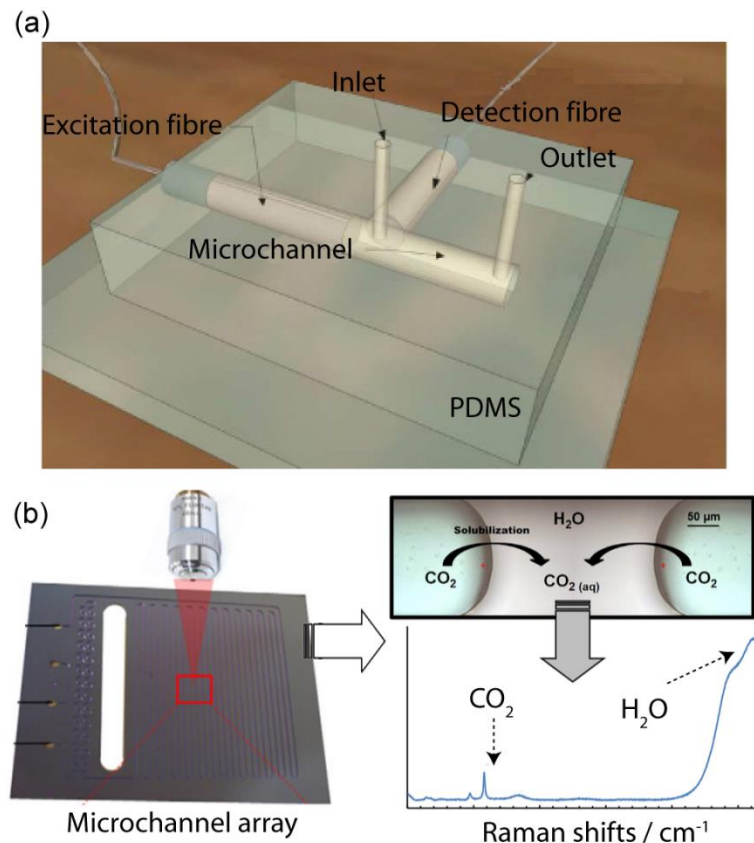 (a)
Inlet
Detection fibre
Excitation fibre
Outlet
Microchannel
PDMS
(b)
H₂O
50 µm
Solubilization
CO₂
CO₂ (aq)
CO₂
CO₂
H₂O
Microchannel array
Raman shifts / cm⁻¹